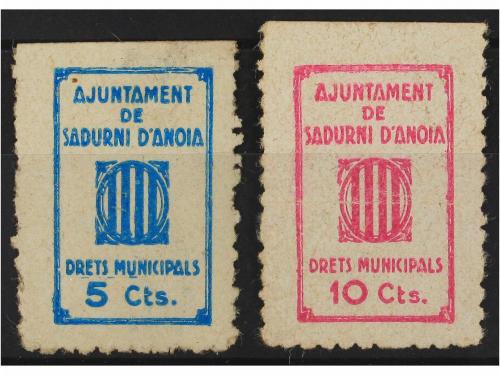 AJUNTAMENT
DE
SADURNI D'ANOIA
DRETS MUNICIPALS
5 Cts.
AJUNTAMENT
DE
SADURNI D'ANOIA
DRETS MUNICIPALS
10 Cts.